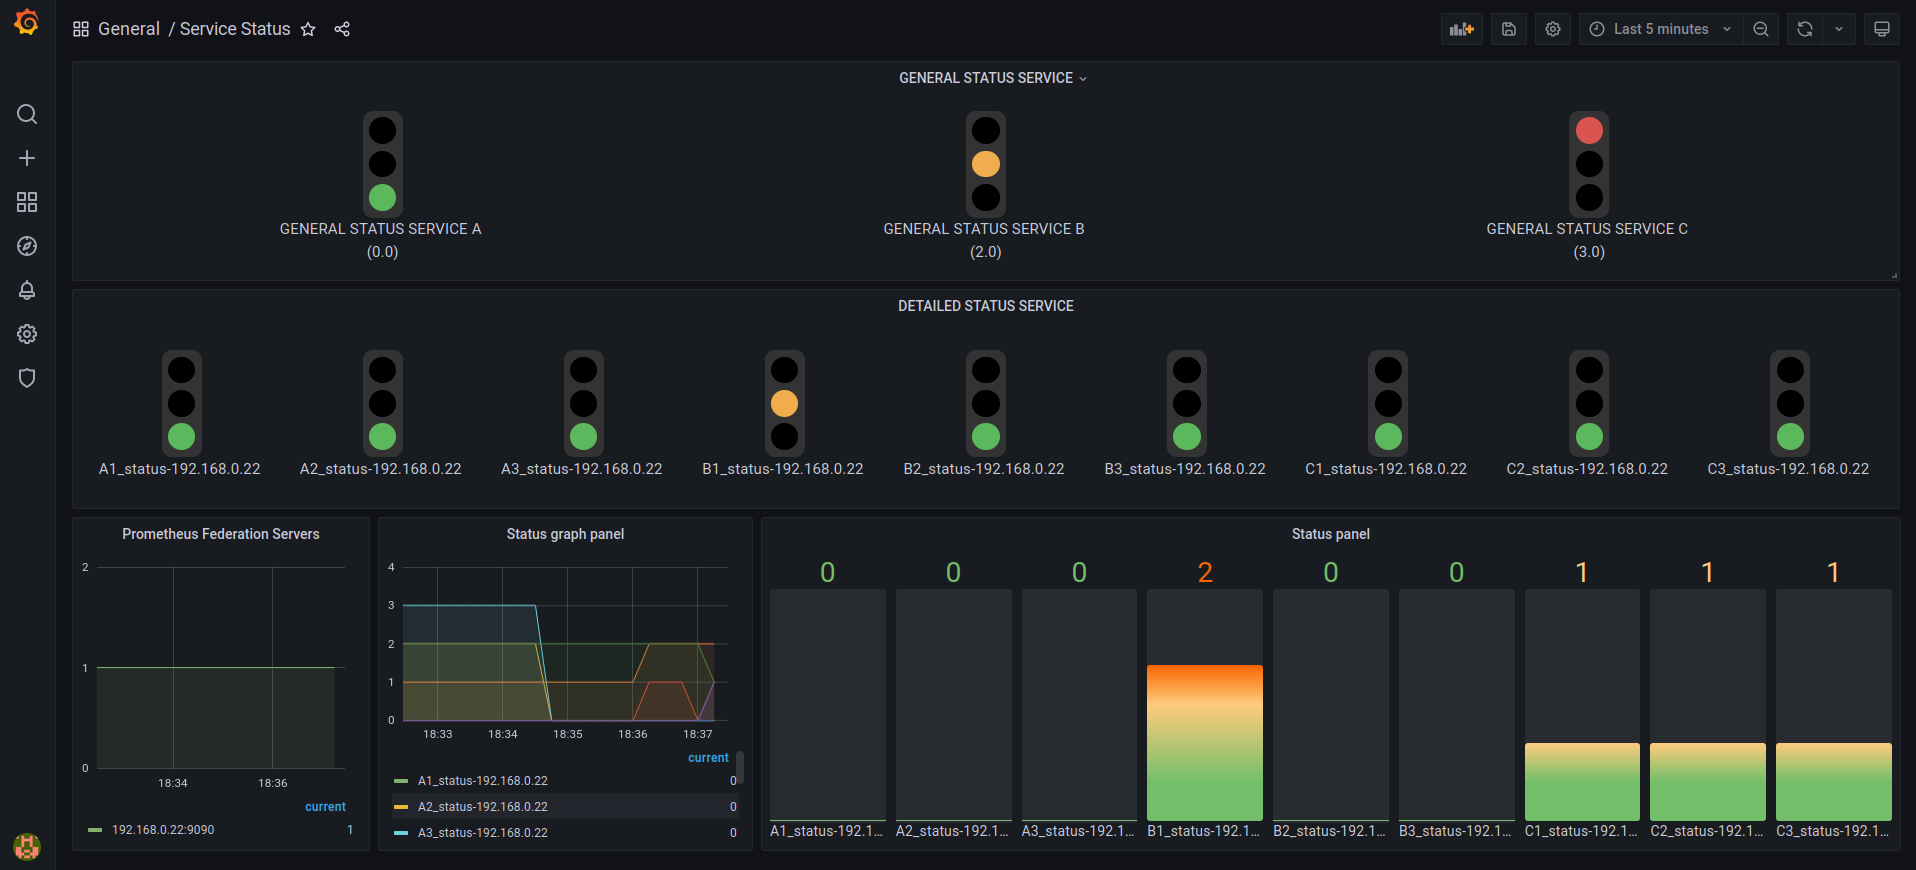 General / Service Status
Last 5 minutes
GENERAL STATUS SERVICE
GENERAL STATUS SERVICE A
(0.0)
GENERAL STATUS SERVICE B
(2.0)
GENERAL STATUS SERVICE C
(3.0)
DETAILED STATUS SERVICE
A1_status-192.168.0.22
A2_status-192.168.0.22
A3_status-192.168.0.22
B1_status-192.168.0.22
B2_status-192.168.0.22
B3_status-192.168.0.22
C1_status-192.168.0.22
C2_status-192.168.0.22
C3_status-192.168.0.22
Prometheus Federation Servers
2
1
0
18:34
18:36
current
192.168.0.22:9090 1
Status graph panel
4
3
2
1
0
18:33
18:34
18:35
18:36
18:37
current
A1_status-192.168.0.22 0
A2_status-192.168.0.22 0
A3_status-192.168.0.22 0
Status panel
0
0
0
2
0
0
1
1
1
A1_status-192.1...
A2_status-192.1...
A3_status-192.1...
B1_status-192.1...
B2_status-192.1...
B3_status-192.1...
C1_status-192.1...
C2_status-192.1...
C3_status-192.1...